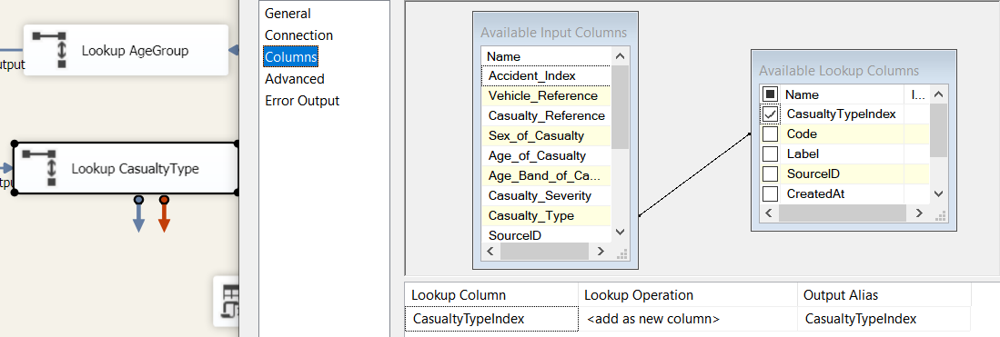 Lookup AgeGroup
Lookup CasualtyType
General
Connection
Columns
Advanced
Error Output
Available Input Columns
Name
Accident_Index
Vehicle_Reference
Casualty_Reference
Sex_of_Casualty
Age_of_Casualty
Age_Band_of_Ca...
Casualty_Severity
Casualty_Type
SourceID
Available Lookup Columns
Name I...
CasualtyTypeIndex
Code
Label
SourceID
CreatedAt
Lookup Column Lookup Operation Output Alias
CasualtyTypeIndex <add as new column> CasualtyTypeIndex